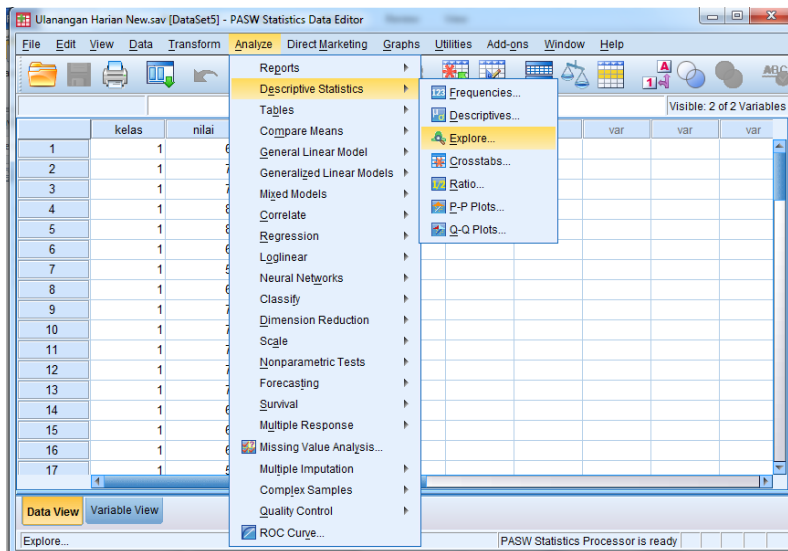 Ulanangan Harian New.sav [DataSet5] - PASW Statistics Data Editor
File Edit View Data Transform Analyze Direct Marketing Graphs Utilities Add-ons Window Help
Visible: 2 of 2 Variables
kelas nilai var var var
1 1
2 1
3 1
4 1
5 1
6 1
7 1
8 1
9 1
10 1
11 1
12 1
13 1
14 1
15 1
16 1
17 1
Reports
Descriptive Statistics
Tables
Compare Means
General Linear Model
Generalized Linear Models
Mixed Models
Correlate
Regression
Loglinear
Neural Networks
Classify
Dimension Reduction
Scale
Nonparametric Tests
Forecasting
Survival
Multiple Response
Missing Value Analysis...
Multiple Imputation
Complex Samples
Quality Control
ROC Curve...
Frequencies...
Descriptives...
Explore...
Crosstabs...
Ratio...
P-P Plots...
Q-Q Plots...
Data View Variable View
Explore... PASW Statistics Processor is ready